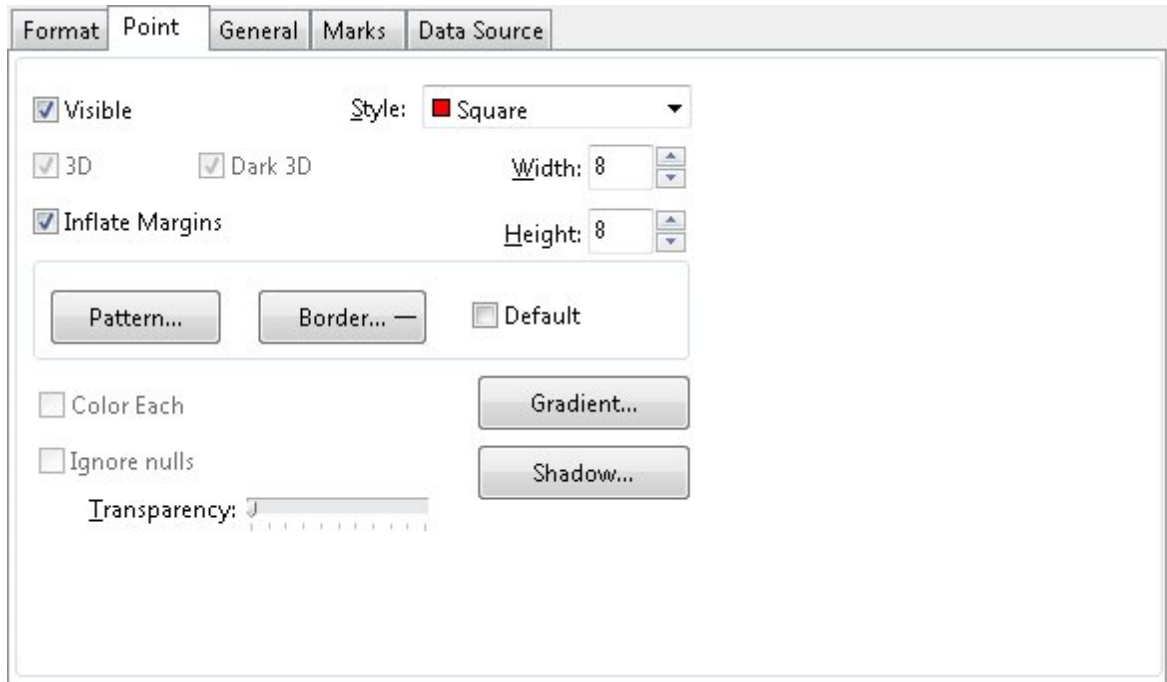 Format Point General Marks Data Source
Visible Style: Square
3D Dark 3D Width: 8
Inflate Margins Height: 8
Pattern... Border... Default
Color Each Gradient...
Ignore nulls Shadow...
Transparency: